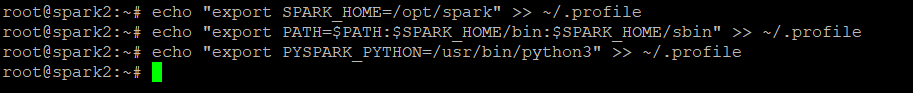 root@spark2:~# echo "export SPARK_HOME=/opt/spark" >> ~/.profile
root@spark2:~# echo "export PATH=$PATH:$SPARK_HOME/bin:$SPARK_HOME/sbin" >> ~/.profile
root@spark2:~# echo "export PYSPARK_PYTHON=/usr/bin/python3" >> ~/.profile
root@spark2:~#